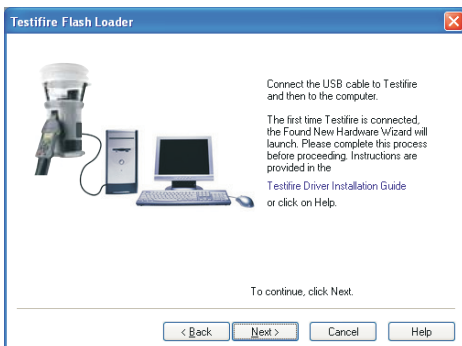 Testifire Flash Loader
Connect the USB cable to Testifire
and then to the computer.
The first time Testifire is connected,
the Found New Hardware Wizard will
launch. Please complete this process
before proceeding. Instructions are
provided in the
Testifire Driver Installation Guide
or click on Help.
To continue, click Next.
< Back Next > Cancel Help